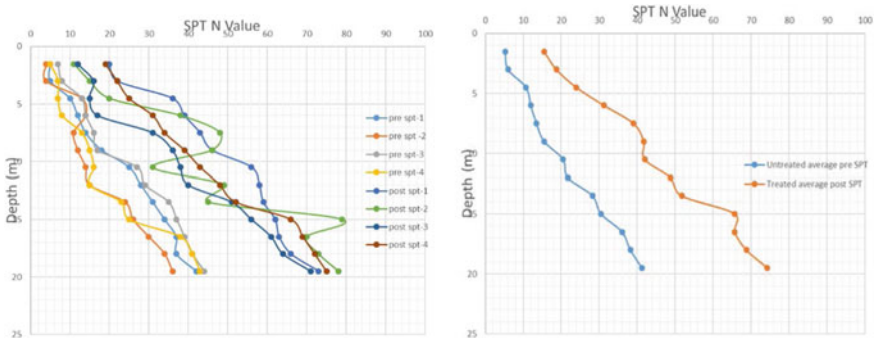 SPT N Value
0 10 20 30 40 50 60 70 80 90 100
0
5
10
15
20
25
Depth (m)
pre spt-1
pre spt -2
pre spt-3
pre spt-4
post spt-1
post spt-2
post spt-3
post spt-4
SPT N Value
0 10 20 30 40 50 60 70 80 90 100
0
5
10
15
20
25
Depth (m)
Untreated average pre SPT
Treated average post SPT